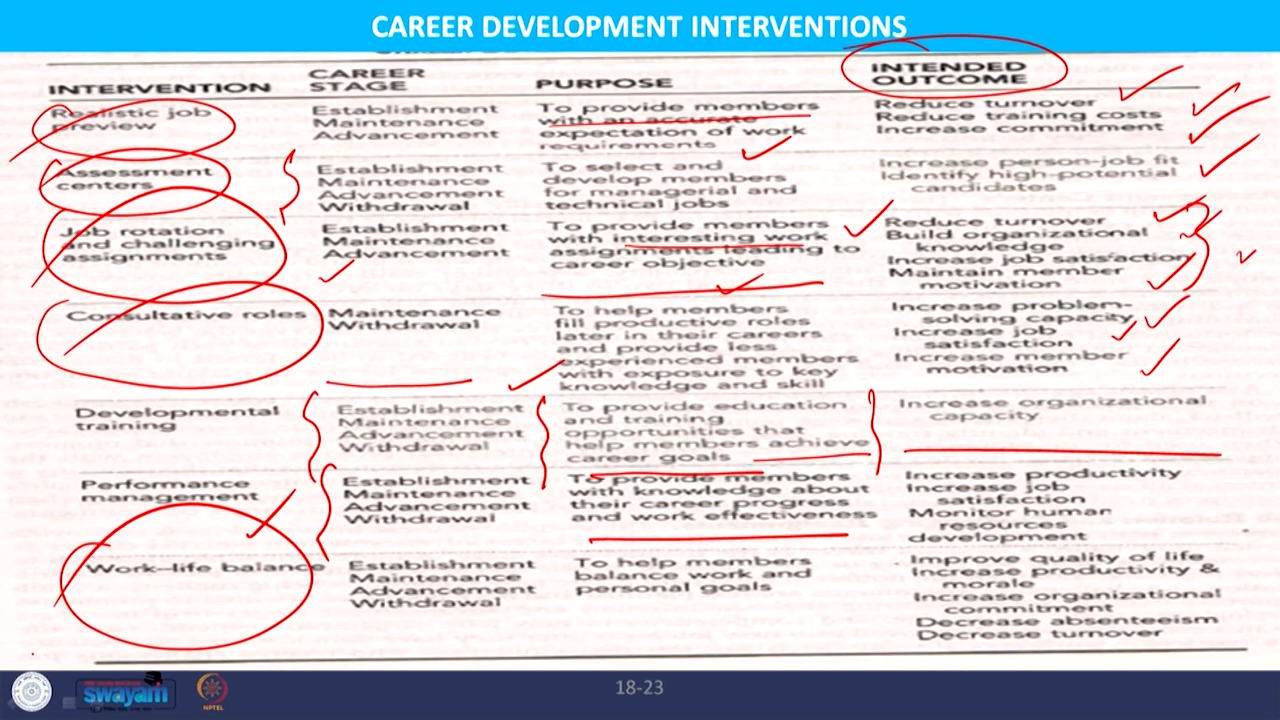 CAREER DEVELOPMENT INTERVENTIONS
INTERVENTION
CAREER
STAGE
PURPOSE
INTENDED
OUTCOME
Realistic job
preview
Establishment
Maintenance
Advancement
To provide members
with an accurate
expectation of work
requirements
Reduce turnover
Reduce training costs
Increase commitment
Assessment
centers
Establishment
Maintenance
Advancement
Withdrawal
To select and
develop members
for managerial and
technical jobs
Increase person-job fit
Identify high-potential
candidates
Job rotation
and challenging
assignments
Establishment
Maintenance
Advancement
To provide members
with interesting work
assignments leading to
career objective
Reduce turnover
Build organizational
knowledge
Increase job satisfaction
Maintain member
motivation
Consultative roles
Maintenance
Withdrawal
To help members
fill productive roles
later in their careers
and provide less
experienced members
with exposure to key
knowledge and skill
Increase problem-
solving capacity
Increase job
satisfaction
Increase member
motivation
Developmental
training
Establishment
Maintenance
Advancement
Withdrawal
To provide education
and training
opportunities that
help members achieve
career goals
Increase organizational
capacity
Performance
management
Establishment
Maintenance
Advancement
Withdrawal
To provide members
with knowledge about
their career progress
and work effectiveness
Increase productivity
Increase job
satisfaction
Monitor human
resources
development
Work–life balance
Establishment
Maintenance
Advancement
Withdrawal
To help members
balance work and
personal goals
Improve quality of life
Increase productivity &
morale
Increase organizational
commitment
Decrease absenteeism
Decrease turnover
swayam
NPTEL
18-23